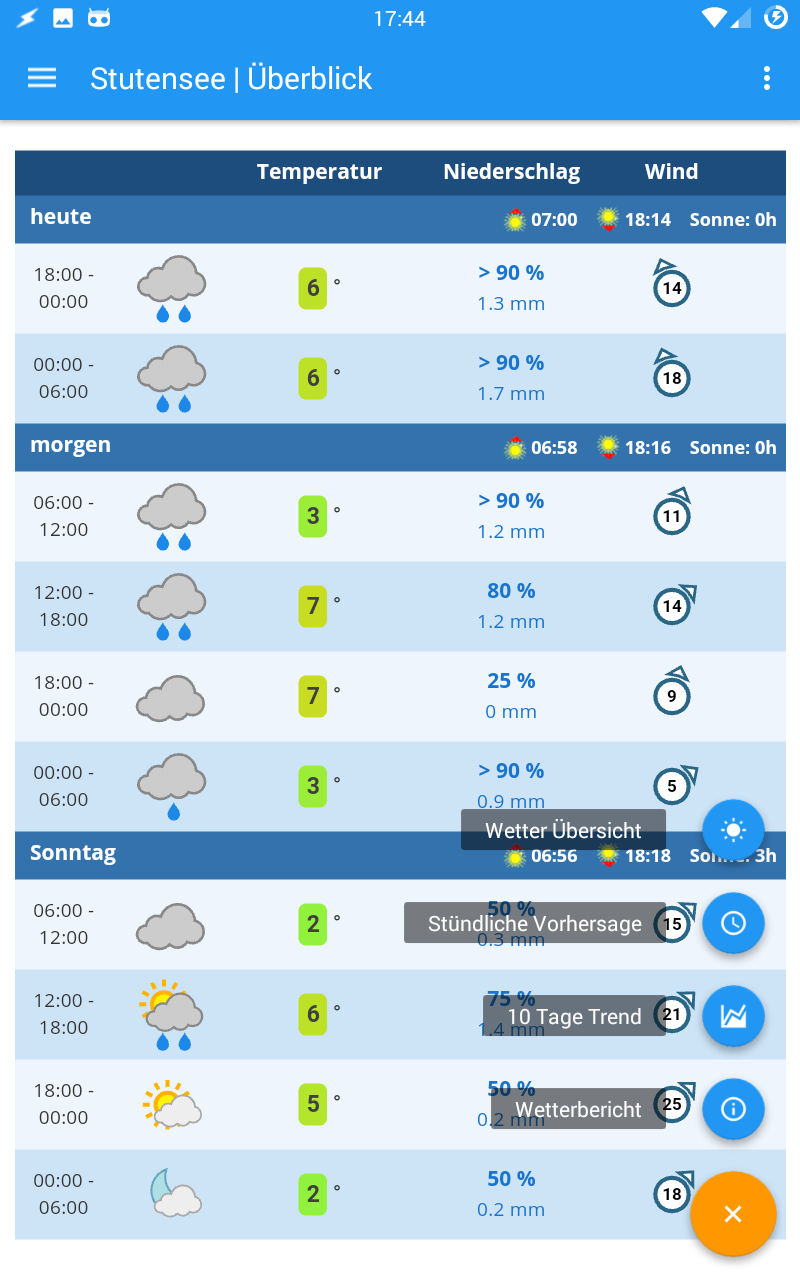 17:44
Stutensee | Überblick
Temperatur Niederschlag Wind
heute 07:00 18:14 Sonne: 0h
18:00 - 00:00 6 ° > 90 % 1.3 mm 14
00:00 - 06:00 6 ° > 90 % 1.7 mm 18
morgen 06:58 18:16 Sonne: 0h
06:00 - 12:00 3 ° > 90 % 1.2 mm 11
12:00 - 18:00 7 ° 80 % 1.2 mm 14
18:00 - 00:00 7 ° 25 % 0 mm 9
00:00 - 06:00 3 ° > 90 % 0.9 mm 5
Wetter Übersicht
Sonntag 06:56 18:18 Sonne: 3h
06:00 - 12:00 2 ° 50 % 0.3 mm 15
Stündliche Vorhersage
12:00 - 18:00 6 ° 75 % 1.4 mm 21
10 Tage Trend
18:00 - 00:00 5 ° 50 % 0.2 mm 25
Wetterbericht
00:00 - 06:00 2 ° 50 % 0.2 mm 18